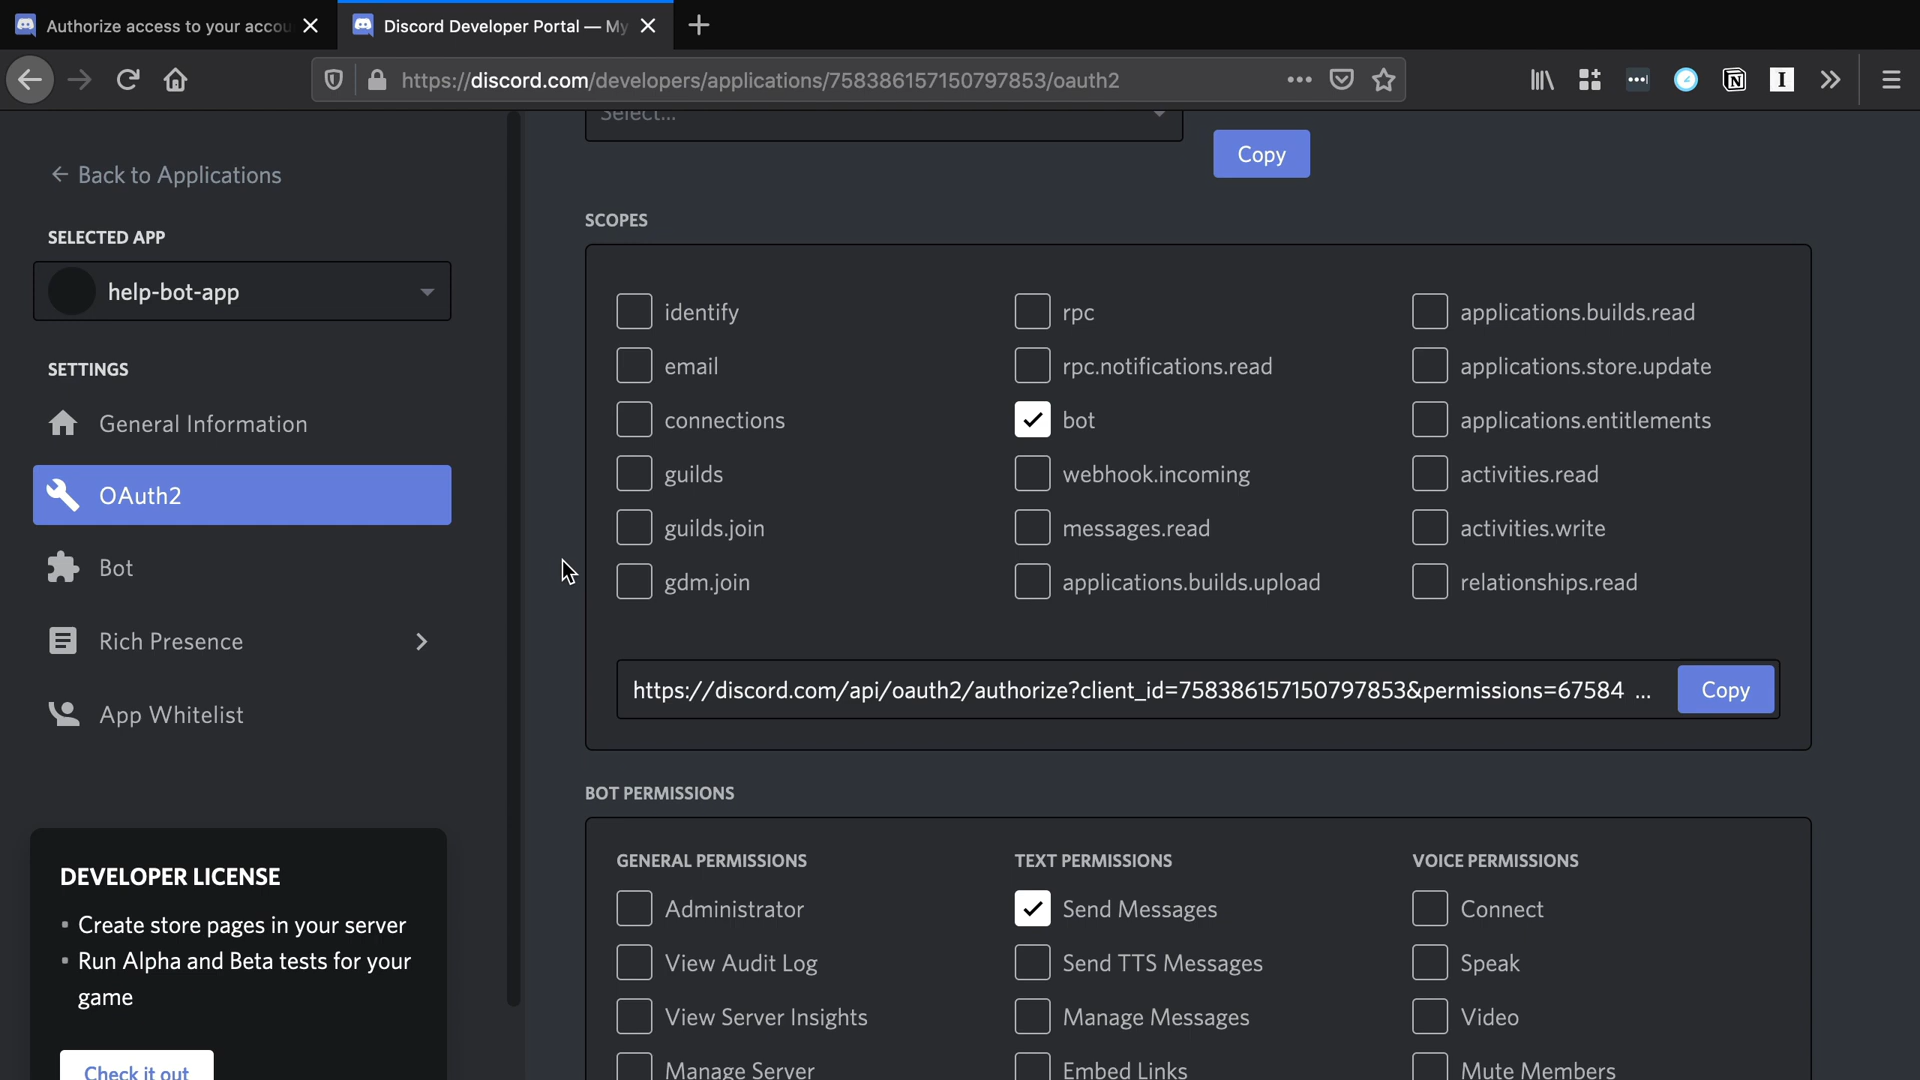 Authorize access to your accou
Discord Developer Portal — My
https://discord.com/developers/applications/758386157150797853/oauth2
Select...
Copy
Back to Applications
SELECTED APP
help-bot-app
SETTINGS
General Information
OAuth2
Bot
Rich Presence
App Whitelist
DEVELOPER LICENSE
• Create store pages in your server
• Run Alpha and Beta tests for your
game
Check it out
SCOPES
identify
rpc
applications.builds.read
email
rpc.notifications.read
applications.store.update
connections
bot
applications.entitlements
guilds
webhook.incoming
activities.read
guilds.join
messages.read
activities.write
gdm.join
applications.builds.upload
relationships.read
https://discord.com/api/oauth2/authorize?client_id=758386157150797853&permissions=67584 ...
Copy
BOT PERMISSIONS
GENERAL PERMISSIONS
TEXT PERMISSIONS
VOICE PERMISSIONS
Administrator
Send Messages
Connect
View Audit Log
Send TTS Messages
Speak
View Server Insights
Manage Messages
Video
Manage Server
Embed Links
Mute Members